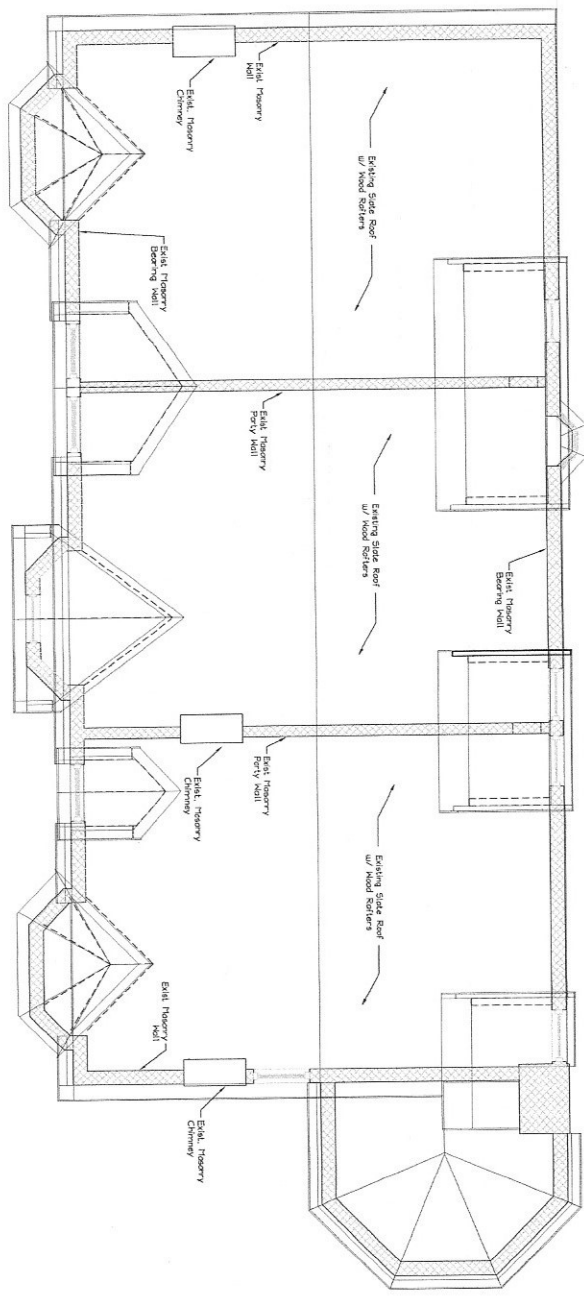 Exist Masonry
Wall
Exist. Masonry
Chimney
Existing Slate Roof
w/ Wood Rafters
Exist Masonry
Bearing Wall
Exist Masonry
Party Wall
Existing Slate Roof
w/ Wood Rafters
Exist Masonry
Bearing Wall
Exist Masonry
Party Wall
Exist. Masonry
Chimney
Existing Slate Roof
w/ Wood Rafters
Exist Masonry
Wall
Exist. Masonry
Chimney